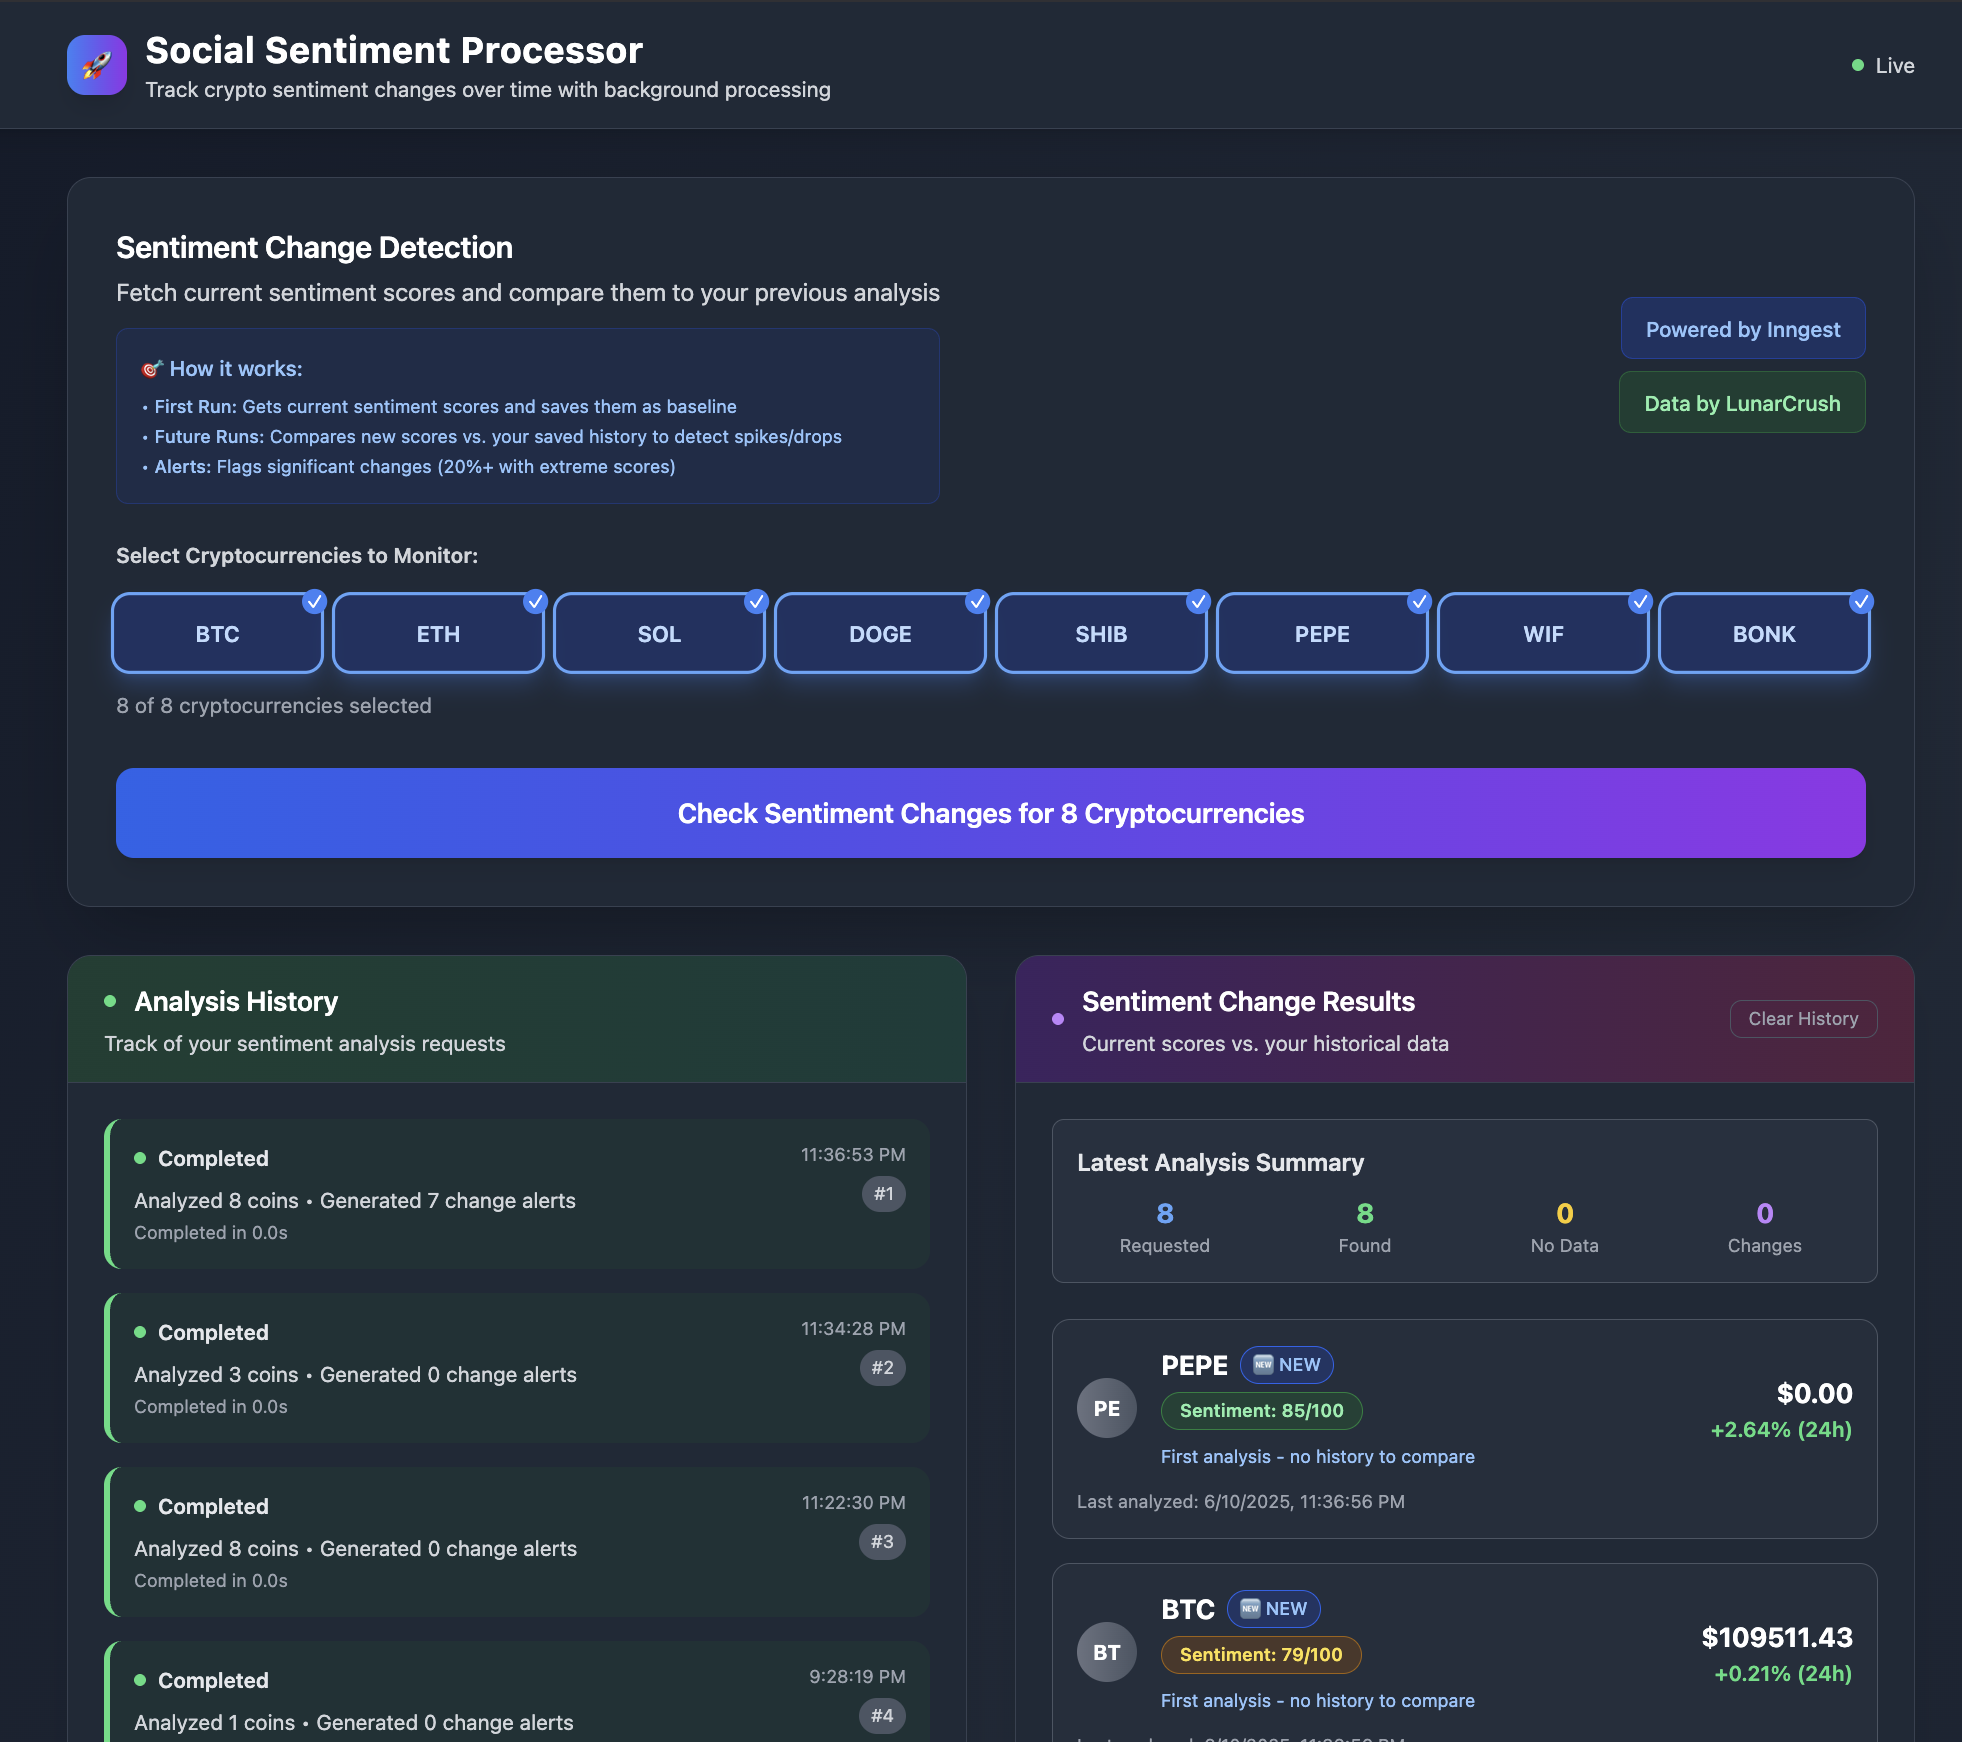 Social Sentiment Processor
Track crypto sentiment changes over time with background processing
Live
Sentiment Change Detection
Fetch current sentiment scores and compare them to your previous analysis
How it works:
• First Run: Gets current sentiment scores and saves them as baseline
• Future Runs: Compares new scores vs. your saved history to detect spikes/drops
• Alerts: Flags significant changes (20%+ with extreme scores)
Powered by Inngest
Data by LunarCrush
Select Cryptocurrencies to Monitor:
BTC
ETH
SOL
DOGE
SHIB
PEPE
WIF
BONK
8 of 8 cryptocurrencies selected
Check Sentiment Changes for 8 Cryptocurrencies
Analysis History
Track of your sentiment analysis requests
Completed
11:36:53 PM
Analyzed 8 coins • Generated 7 change alerts
#1
Completed in 0.0s
Completed
11:34:28 PM
Analyzed 3 coins • Generated 0 change alerts
#2
Completed in 0.0s
Completed
11:22:30 PM
Analyzed 8 coins • Generated 0 change alerts
#3
Completed in 0.0s
Completed
9:28:19 PM
Analyzed 1 coins • Generated 0 change alerts
#4
Sentiment Change Results
Current scores vs. your historical data
Clear History
Latest Analysis Summary
8
Requested
8
Found
0
No Data
0
Changes
PE
PEPE
NEW NEW
Sentiment: 85/100
First analysis - no history to compare
$0.00
+2.64% (24h)
Last analyzed: 6/10/2025, 11:36:56 PM
BT
BTC
NEW NEW
Sentiment: 79/100
First analysis - no history to compare
$109511.43
+0.21% (24h)